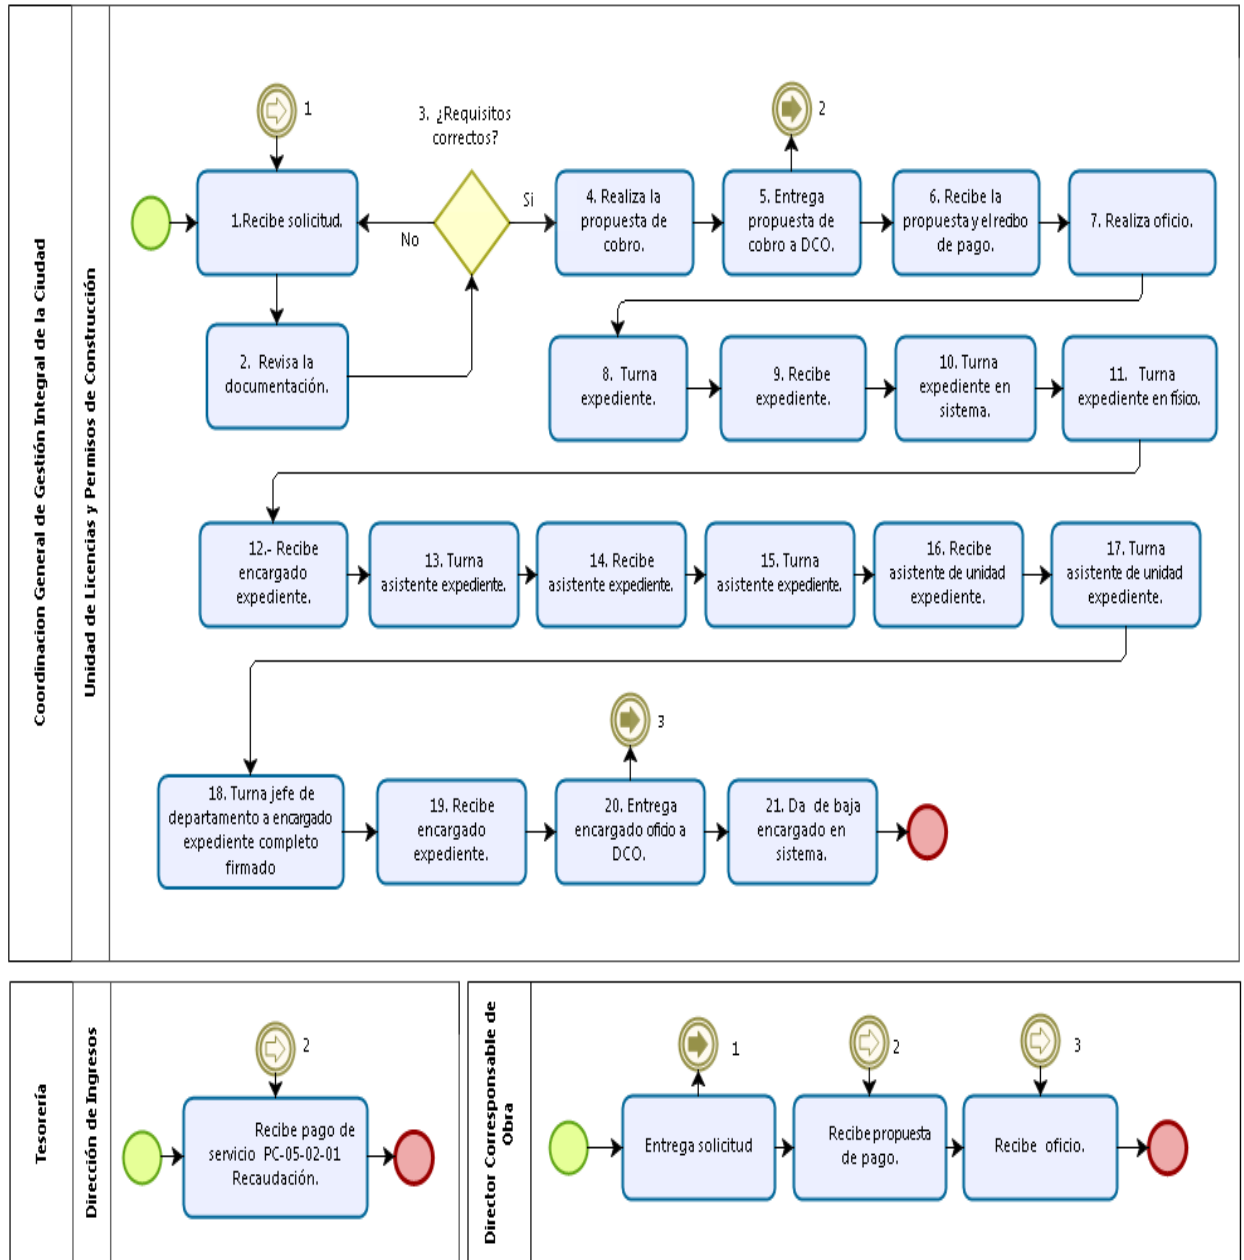 Coordinacion General de Gestión Integral de la Ciudad
Unidad de Licencias y Permisos de Construcción
1
3. ¿Requisitos
correctos?
2
1.Recibe solicitud.
No
Si
4. Realiza la
propuesta de
cobro.
5. Entrega
propuesta de
cobro a DCO.
6. Recibe la
propuesta y el recibo
de pago.
7. Realiza oficio.
2. Revisa la
documentación.
8. Turna
expediente.
9. Recibe
expediente.
10. Turna
expediente en
sistema.
11. Turna
expediente en físico.
12.- Recibe
encargado
expediente.
13. Turna
asistente expediente.
14. Recibe
asistente expediente.
15. Turna
asistente expediente.
16. Recibe
asistente de unidad
expediente.
17. Turna
asistente de unidad
expediente.
3
18. Turna jefe de
departamento a encargado
expediente completo
firmado
19. Recibe
encargado
expediente.
20. Entrega
encargado oficio a
DCO.
21. Da de baja
encargado en
sistema.
Tesorería
Dirección de Ingresos
2
Recibe pago de
servicio PC-05-02-01
Recaudación.
Director Corresponsable de
Obra
1
2
3
Entrega solicitud
Recibe propuesta
de pago.
Recibe oficio.